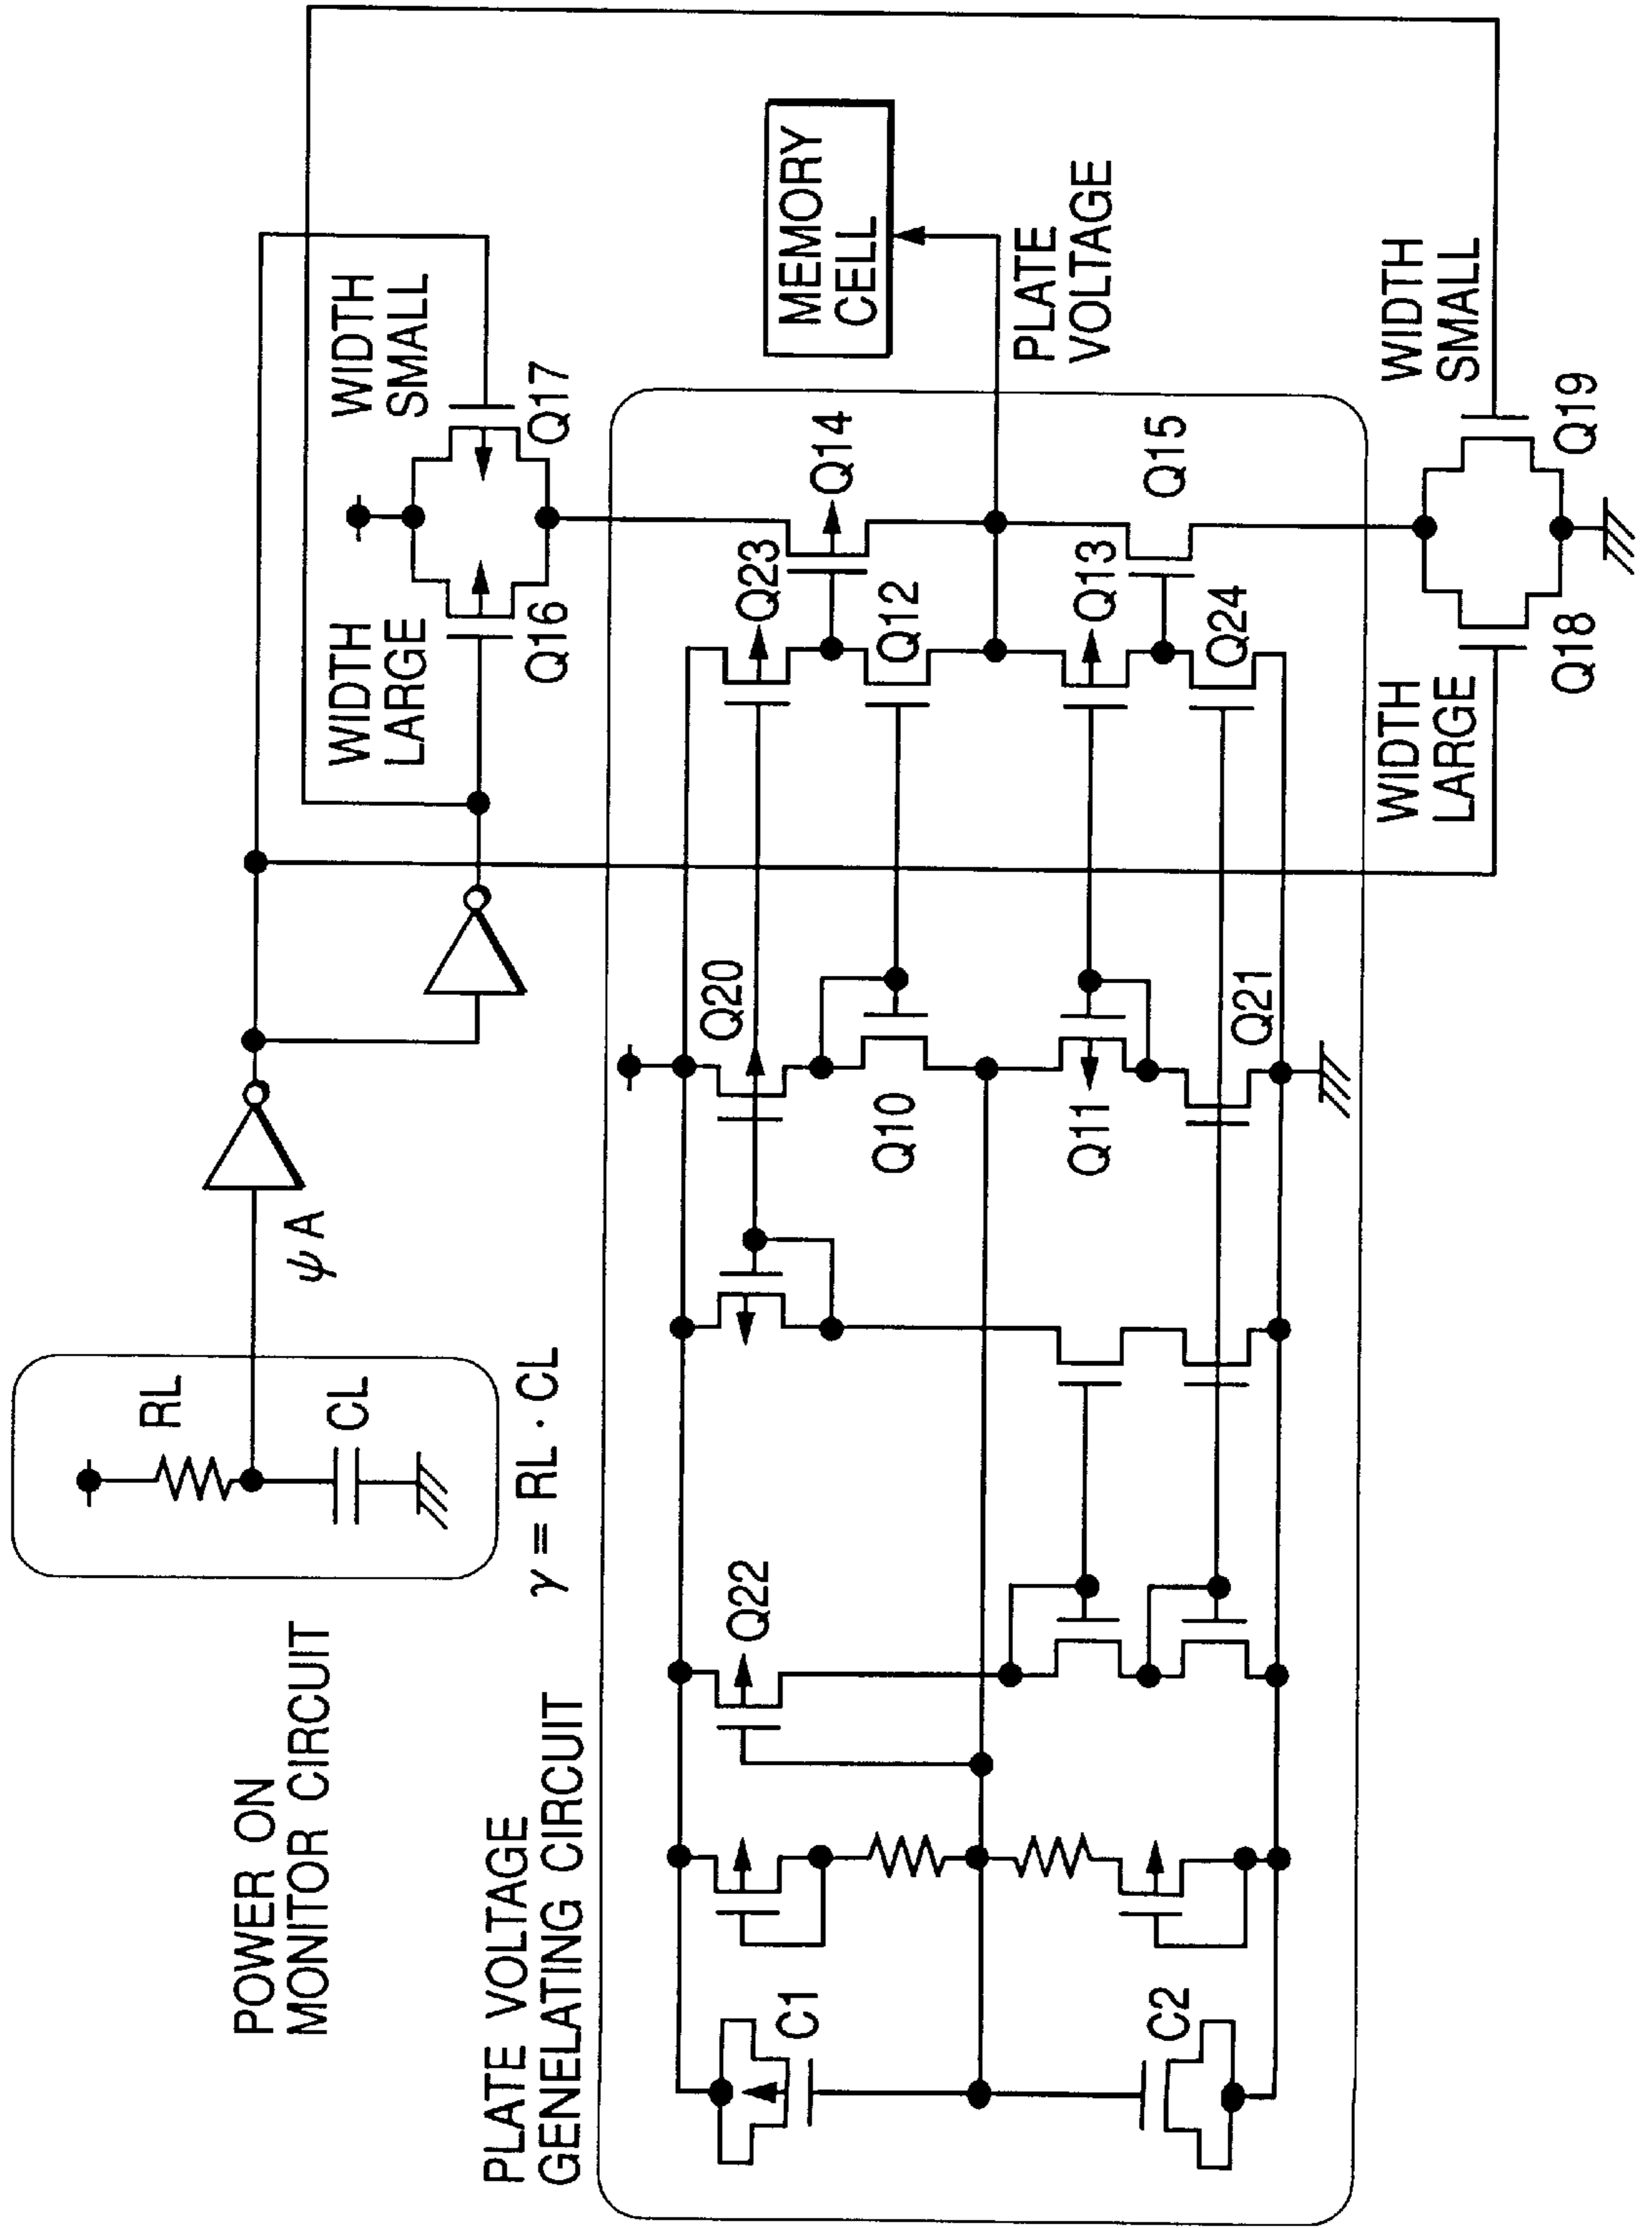 POWER ON
MONITOR CIRCUIT
RL
CL
γ = RL · CL
ψ A
WIDTH
LARGE
Q16
WIDTH
SMALL
Q17
PLATE VOLTAGE
GENELATING CIRCUIT
C1
C2
Q22
Q20
Q10
Q11
Q21
Q23
Q12
Q13
Q24
Q14
Q15
MEMORY
CELL
PLATE
VOLTAGE
WIDTH
LARGE
Q18
WIDTH
SMALL
Q19